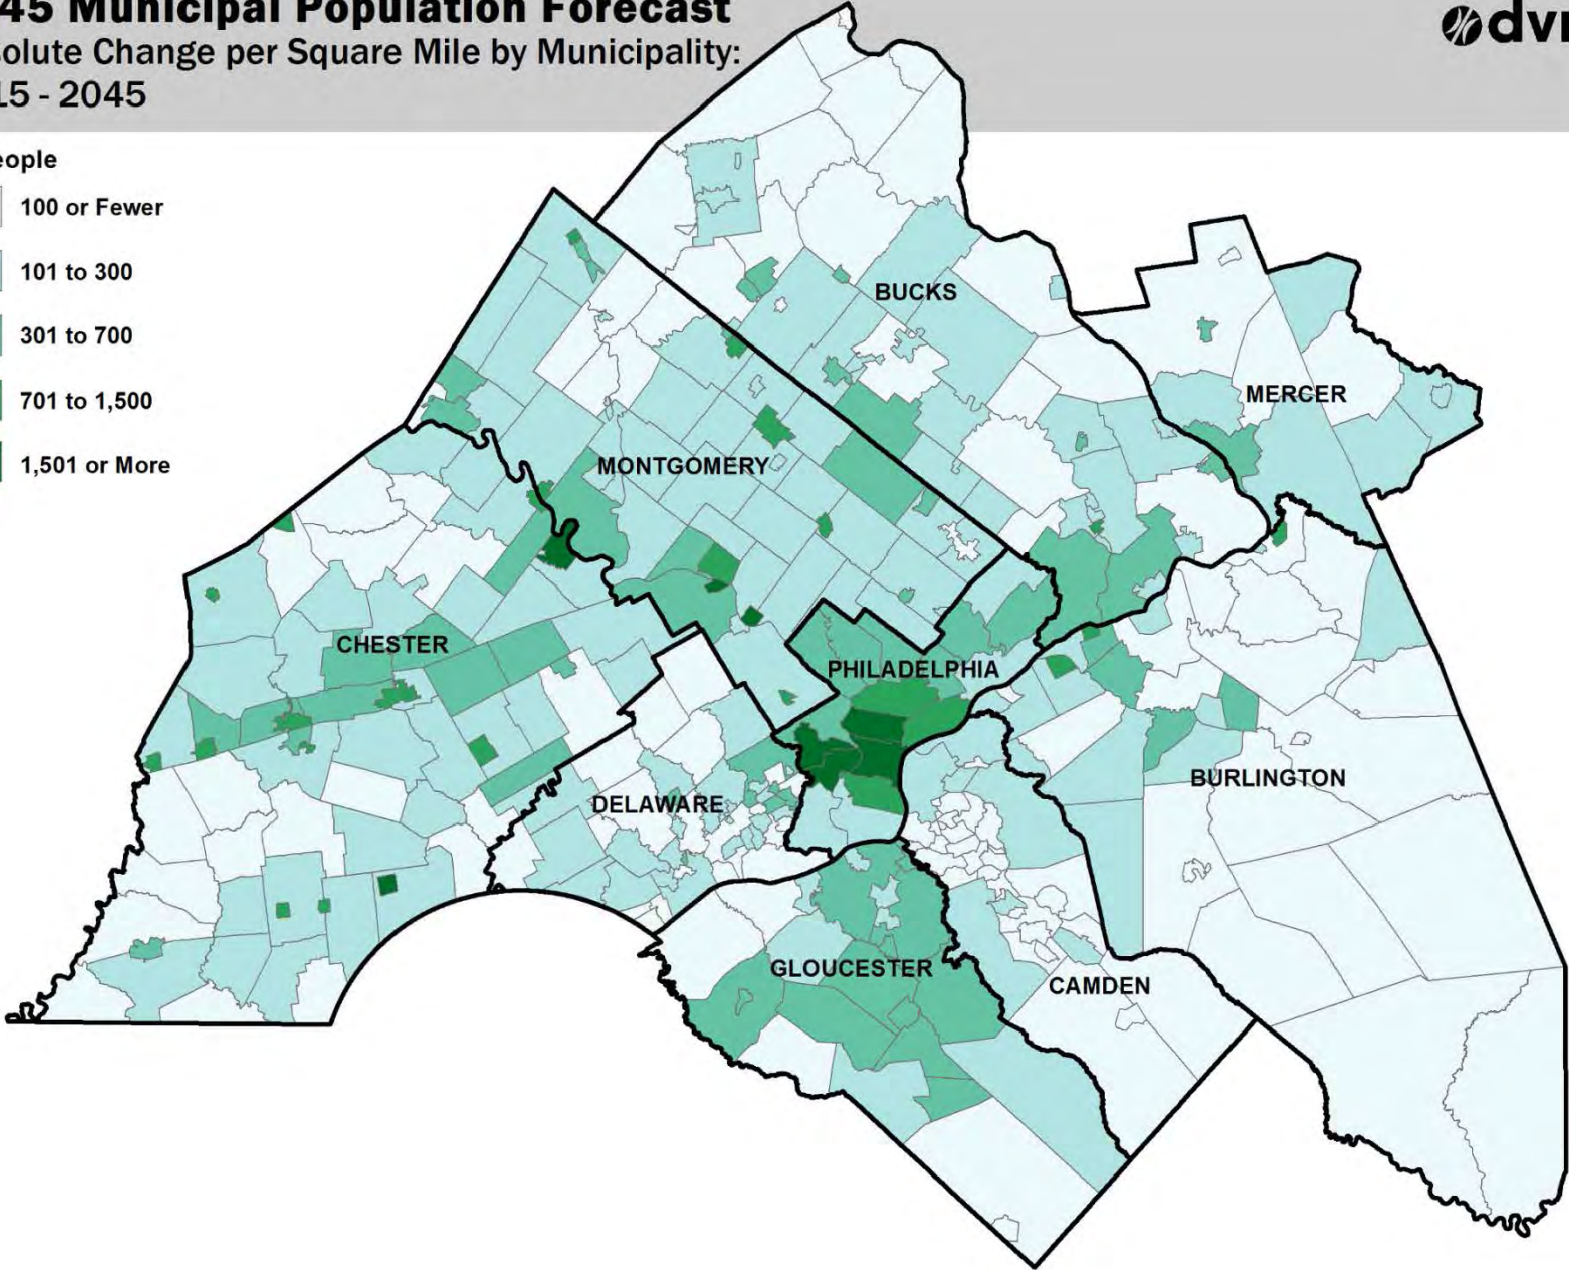 45 Municipal Population Forecast
solute Change per Square Mile by Municipality:
15 - 2045
dvr
eople
100 or Fewer
101 to 300
301 to 700
701 to 1,500
1,501 or More
BUCKS
MERCER
MONTGOMERY
CHESTER
PHILADELPHIA
BURLINGTON
DELAWARE
GLOUCESTER
CAMDEN